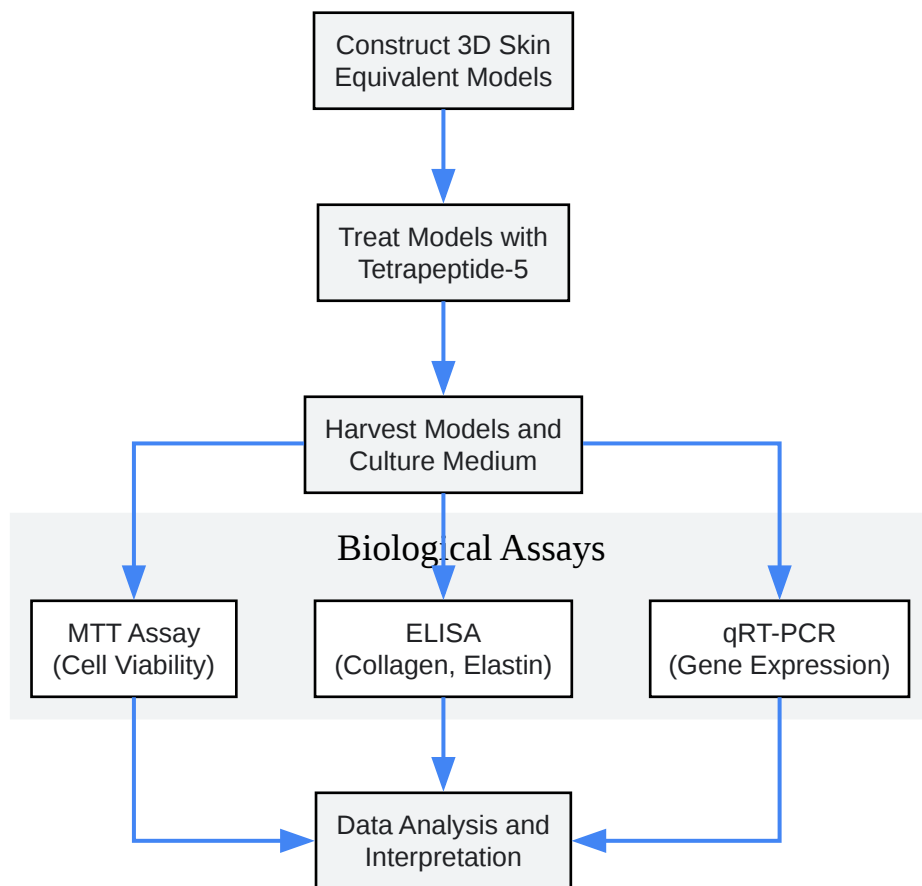 Construct 3D Skin
Equivalent Models
Treat Models with
Tetrapeptide-5
Harvest Models and
Culture Medium
Biological Assays
MTT Assay
(Cell Viability)
ELISA
(Collagen, Elastin)
qRT-PCR
(Gene Expression)
Data Analysis and
Interpretation